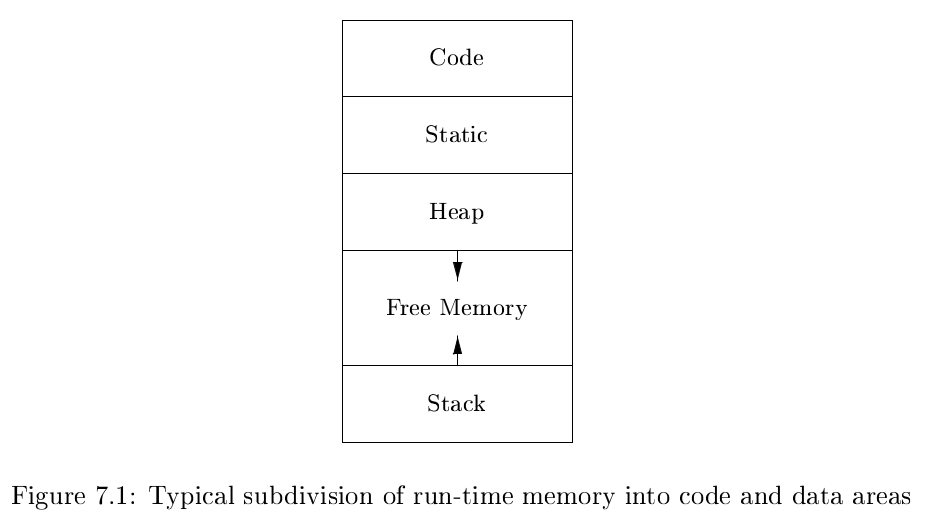 Code
Static
Heap
Free Memory
Stack
Figure 7.1: Typical subdivision of run-time memory into code and data areas